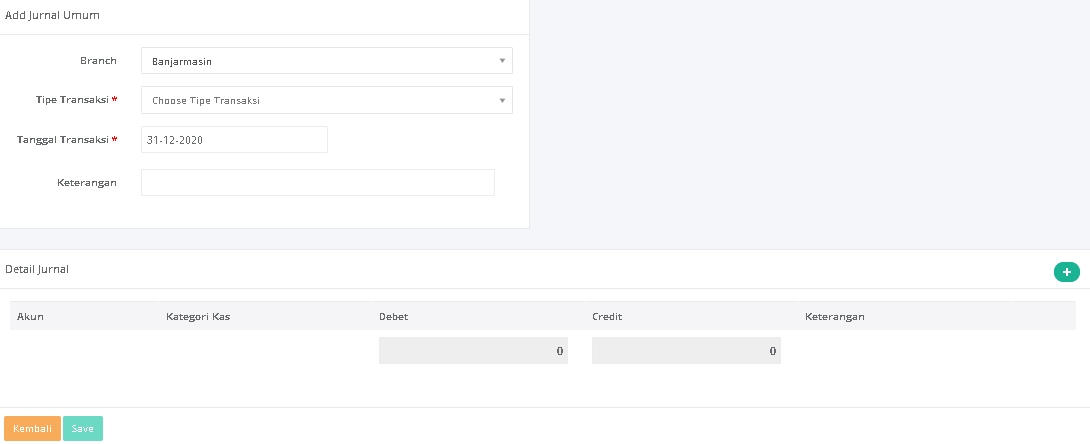 Add Jurnal Umum
Branch Banjarmasin
Tipe Transaksi * Choose Tipe Transaksi
Tanggal Transaksi * 31-12-2020
Keterangan
Detail Jurnal +
Akun Kategori Kas Debet Credit Keterangan
0 0
Kembali Save